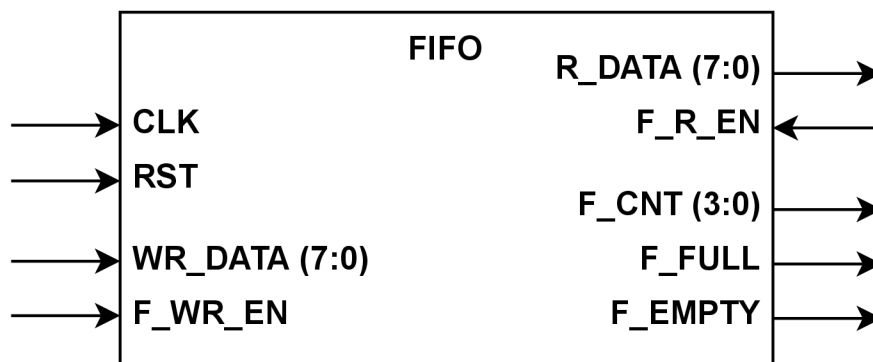 FIFO
R_DATA (7:0)
CLK
F_R_EN
RST
F_CNT (3:0)
WR_DATA (7:0)
F_FULL
F_WR_EN
F_EMPTY